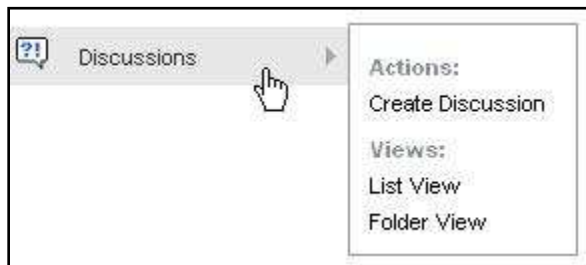 ?! Discussions
Actions:
Create Discussion
Views:
List View
Folder View